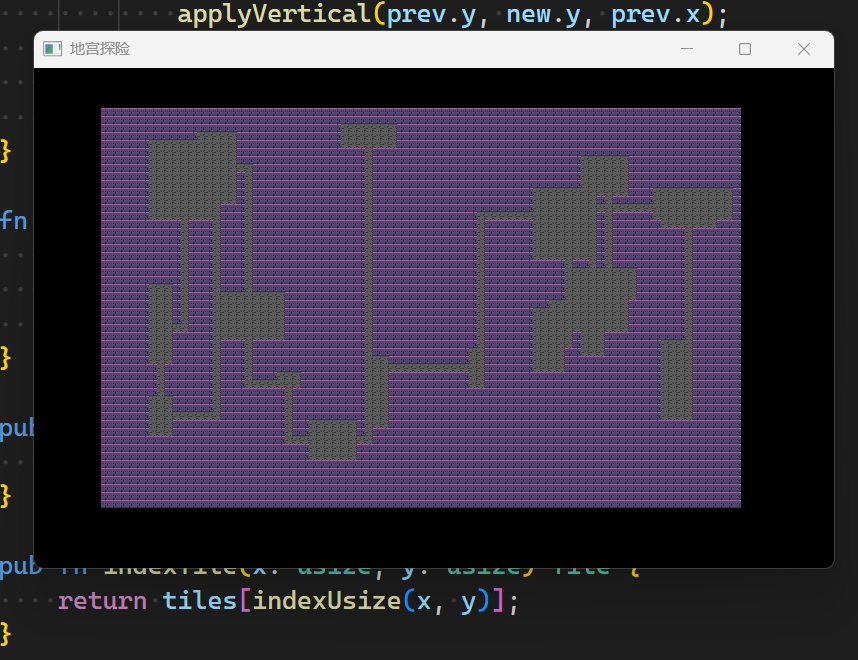 applyVertical(prev.y, new.y, prev.x);
地宫探险
}
fn
}
pub
}
pub fn indexTile(x: usize, y: usize) Tile {
return tiles[indexUsize(x, y)];
}